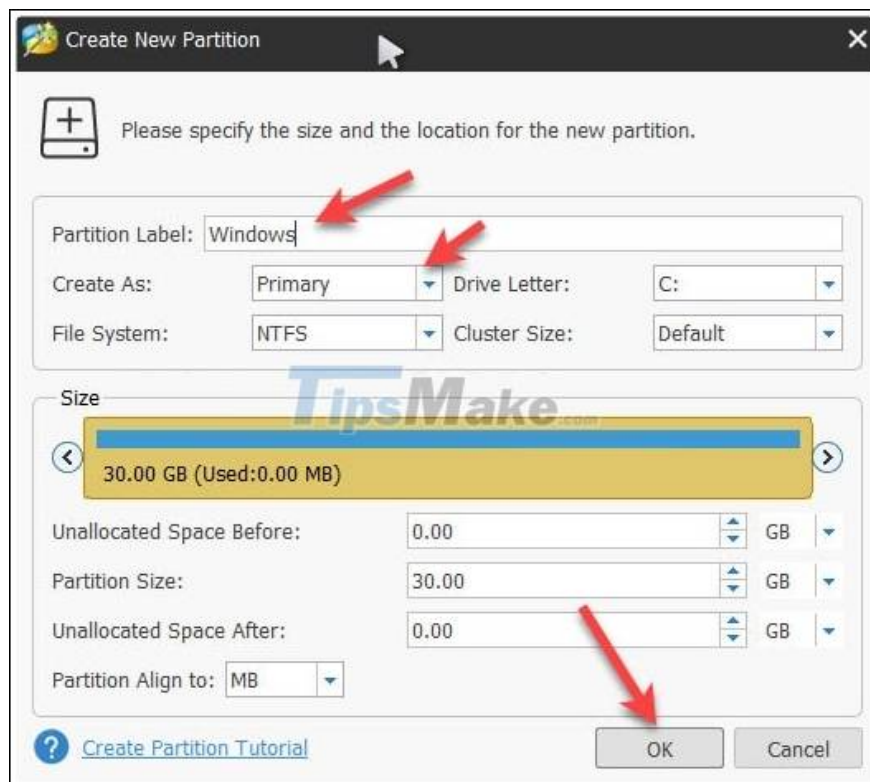 Create New Partition
Please specify the size and the location for the new partition.
Partition Label: Windows
Create As: Primary Drive Letter: C:
File System: NTFS Cluster Size: Default
TipsMake.com
Size
30.00 GB (Used:0.00 MB)
Unallocated Space Before: 0.00 GB
Partition Size: 30.00 GB
Unallocated Space After: 0.00 GB
Partition Align to: MB
? Create Partition Tutorial OK Cancel